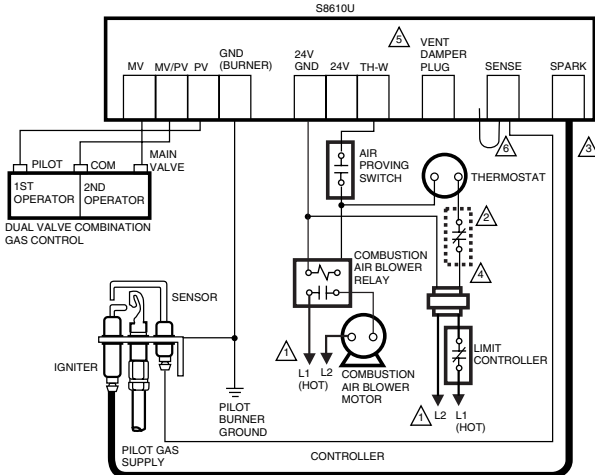 S8610U
5
MV
MV/PV
PV
GND
(BURNER)
24V
GND
24V
TH-W
VENT
DAMPER
PLUG
SENSE
SPARK
6
3
PILOT
COM
MAIN
VALVE
1ST
OPERATOR
2ND
OPERATOR
DUAL VALVE COMBINATION
GAS CONTROL
AIR
PROVING
SWITCH
THERMOSTAT
2
4
COMBUSTION
AIR BLOWER
RELAY
SENSOR
IGNITER
1
L1
(HOT)
L2
COMBUSTION
AIR BLOWER
MOTOR
LIMIT
CONTROLLER
1
L2
L1
(HOT)
PILOT
BURNER
GROUND
PILOT GAS
SUPPLY
CONTROLLER